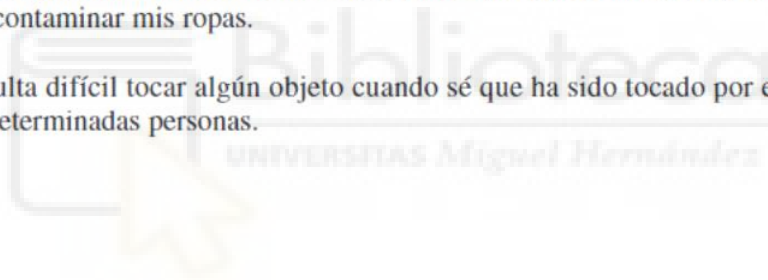 contaminar mis ropas.
ulta difícil tocar algún objeto cuando sé que ha sido tocado por e
eterminadas personas.
Biblioteca
UNIVERSITAS Miguel Hernández